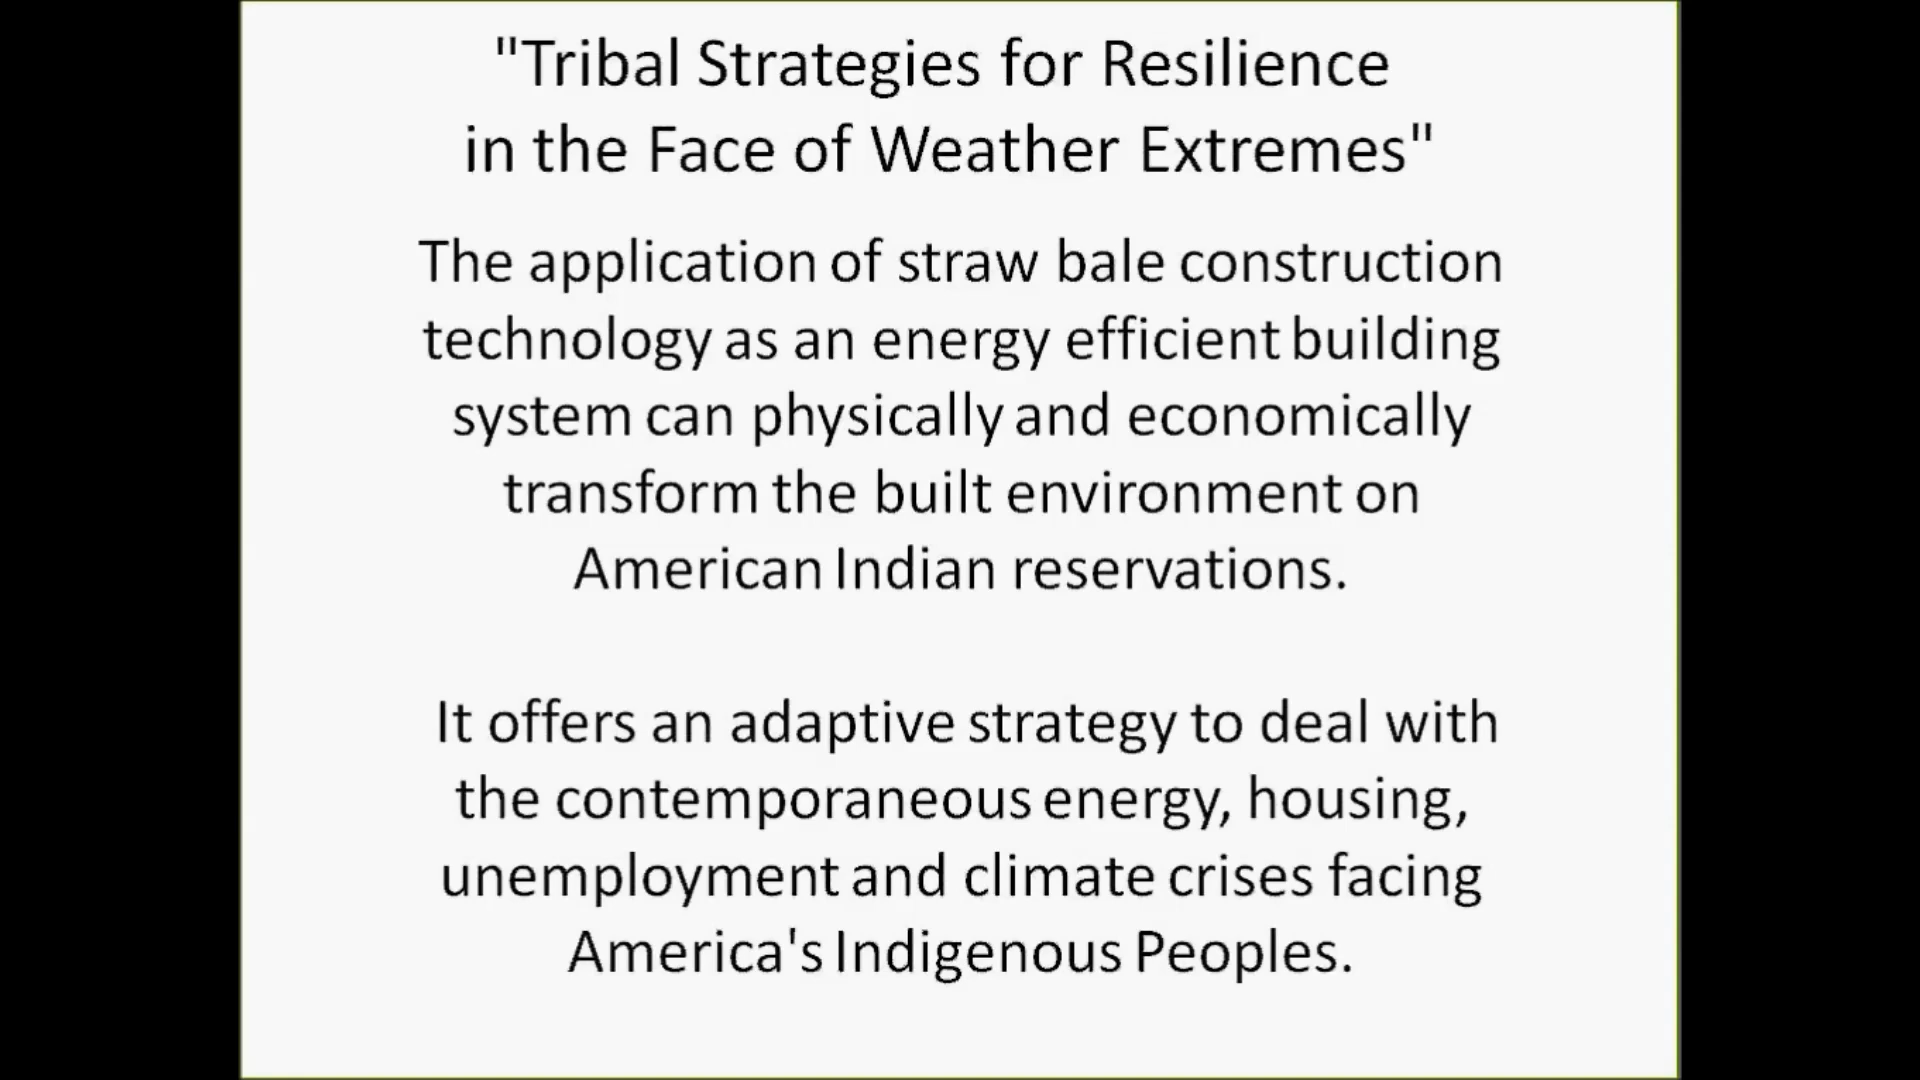 "Tribal Strategies for Resilience
in the Face of Weather Extremes"
The application of straw bale construction
technology as an energy efficient building
system can physically and economically
transform the built environment on
American Indian reservations.
It offers an adaptive strategy to deal with
the contemporaneous energy, housing,
unemployment and climate crises facing
America's Indigenous Peoples.